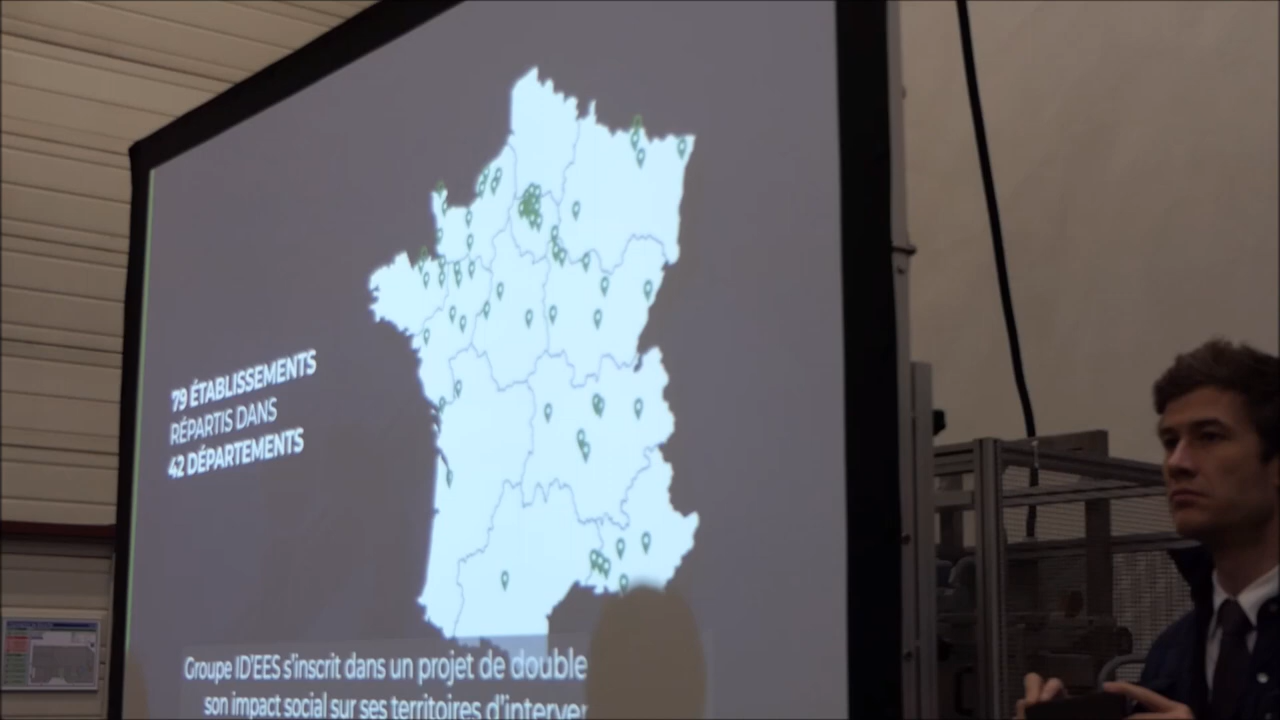 79 ÉTABLISSEMENTS
RÉPARTIS DANS
42 DÉPARTEMENTS
Groupe ID'EES s'inscrit dans un projet de double
son impact social sur ses territoires d'interver